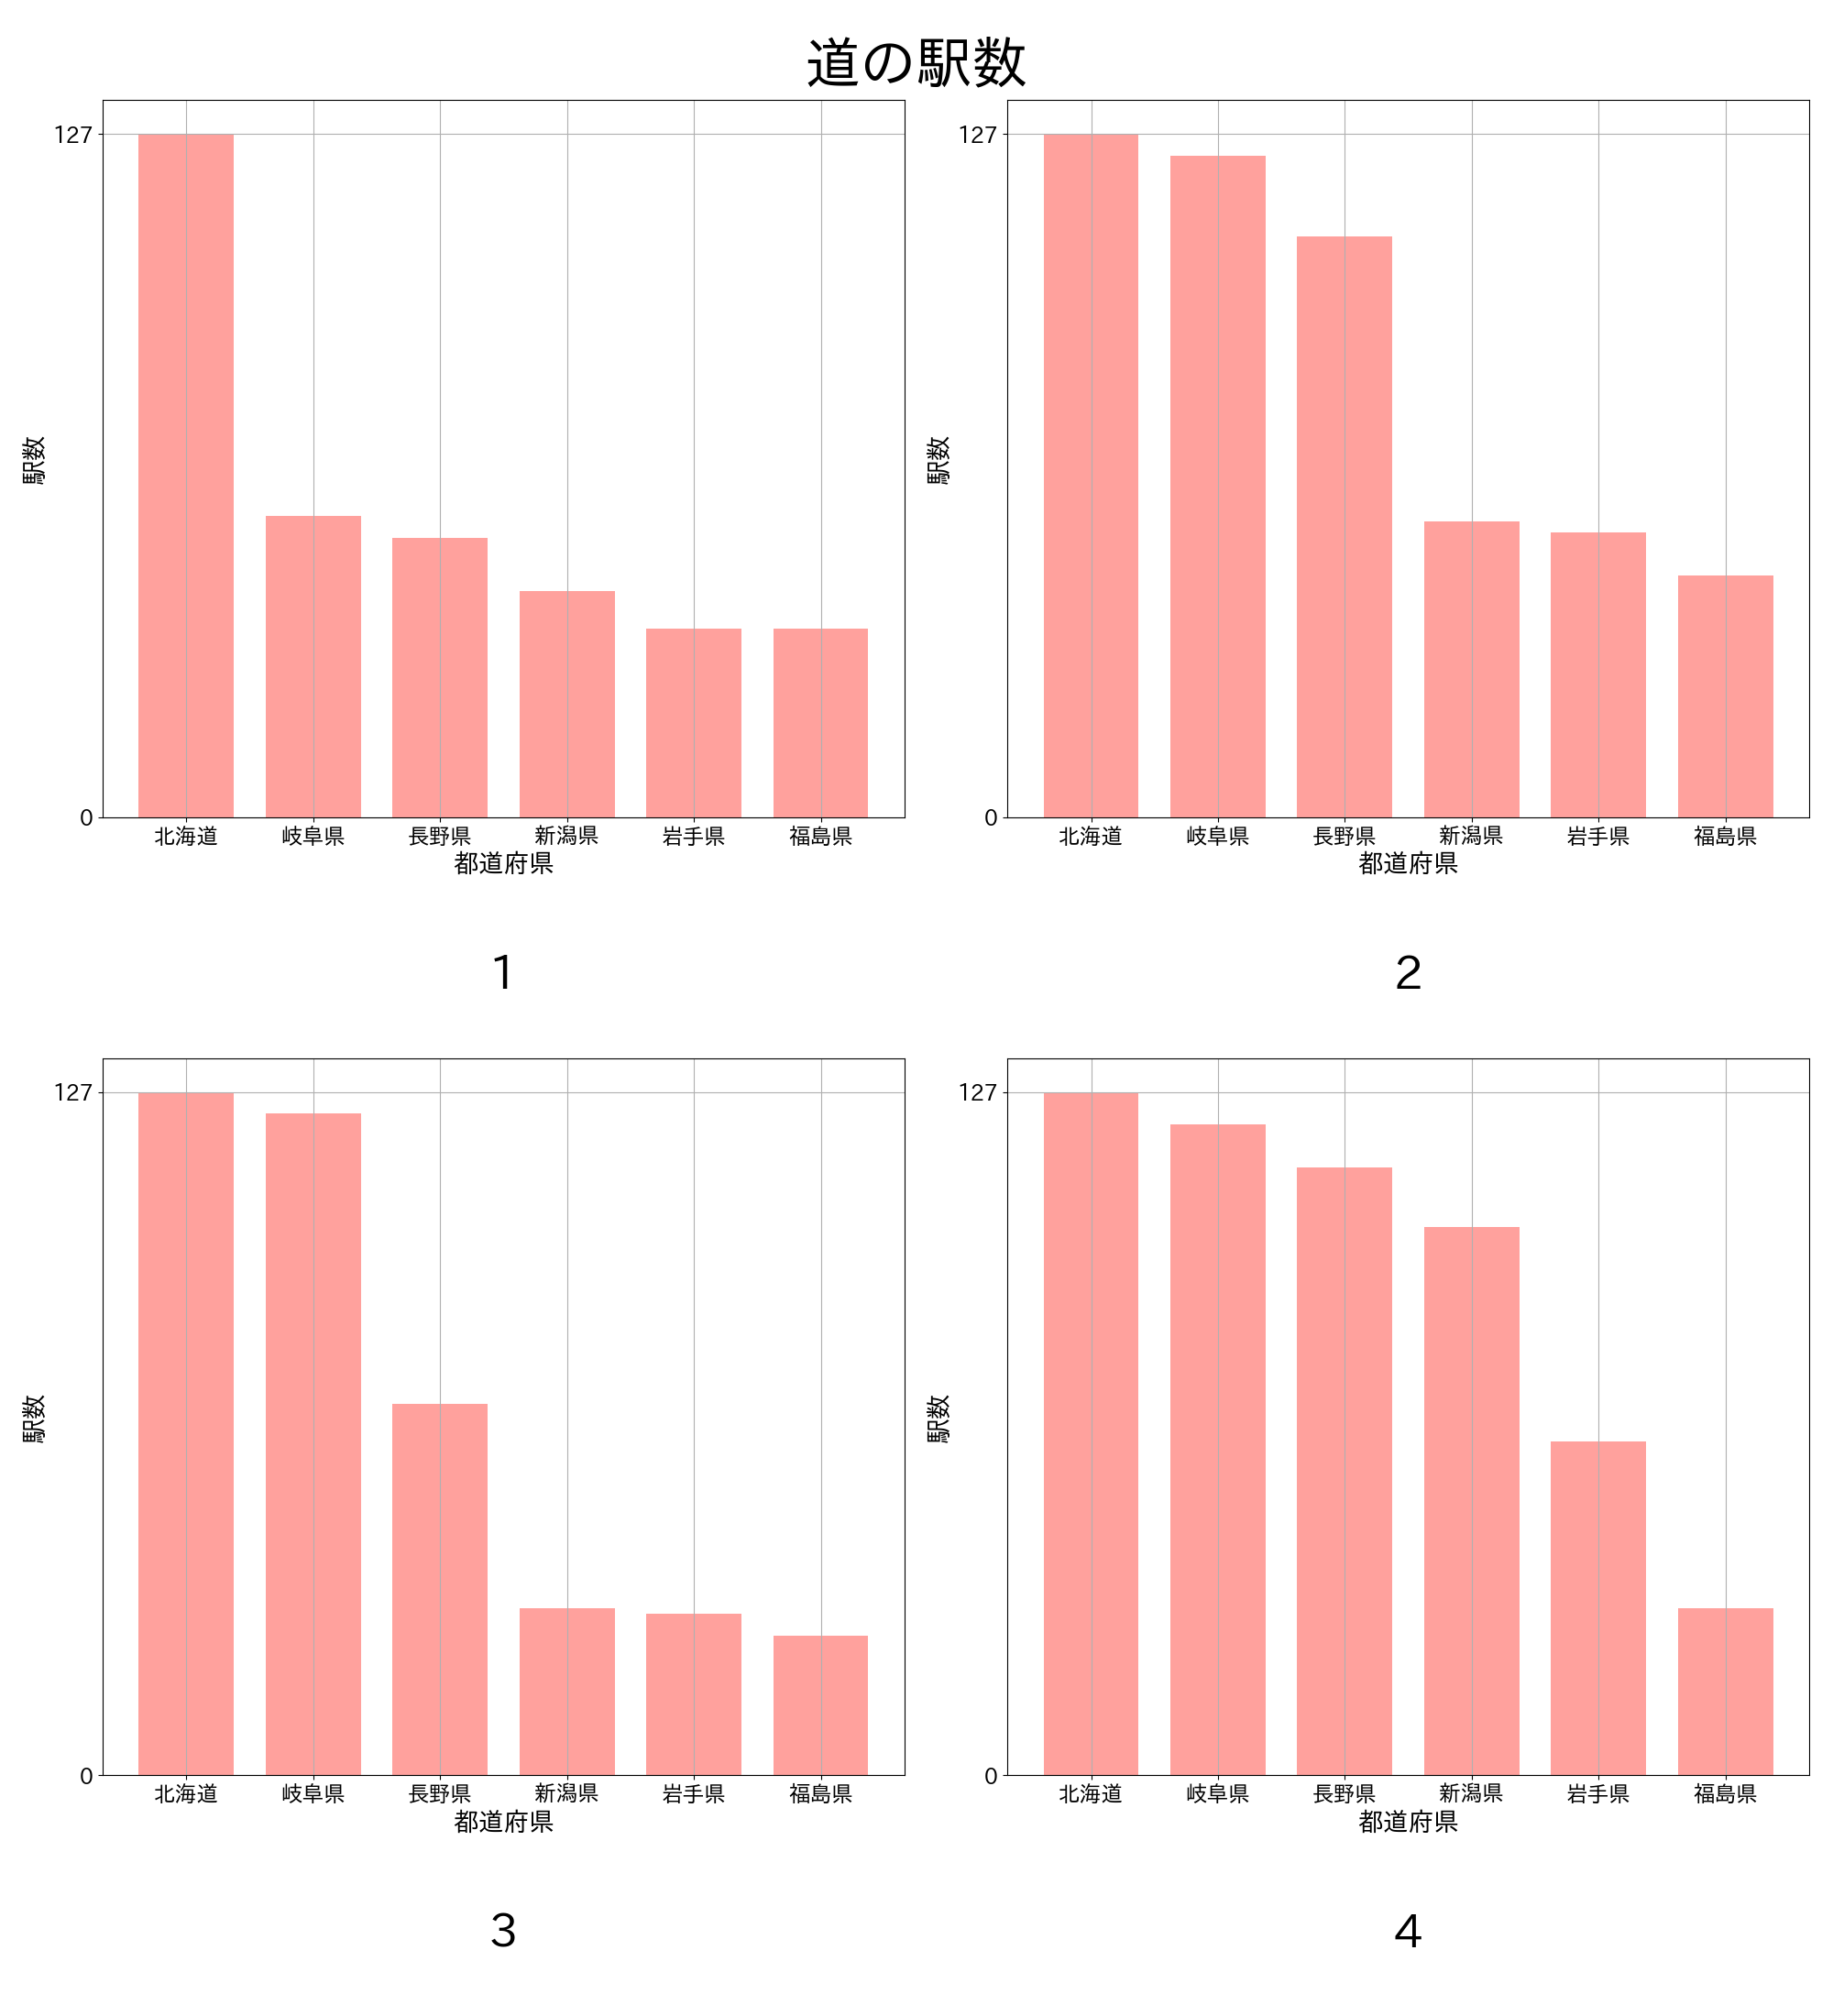 道の駅数
127
0
駅数
北海道 岐阜県 長野県 新潟県 岩手県 福島県
都道府県
1
127
0
駅数
北海道 岐阜県 長野県 新潟県 岩手県 福島県
都道府県
2
127
0
駅数
北海道 岐阜県 長野県 新潟県 岩手県 福島県
都道府県
3
127
0
駅数
北海道 岐阜県 長野県 新潟県 岩手県 福島県
都道府県
4